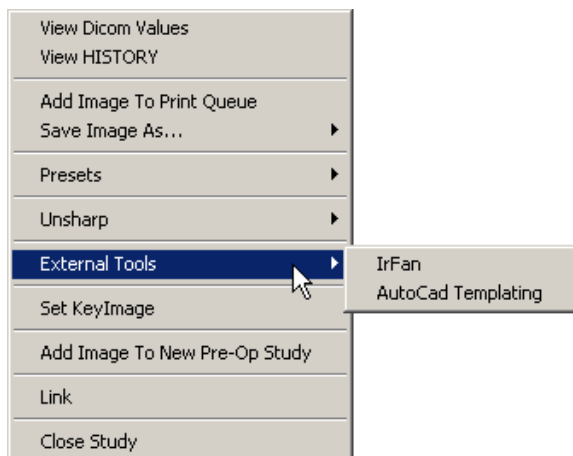 View Dicom Values
View HISTORY
Add Image To Print Queue
Save Image As...
Presets
Unsharp
External Tools
IrFan
AutoCad Templating
Set KeyImage
Add Image To New Pre-Op Study
Link
Close Study